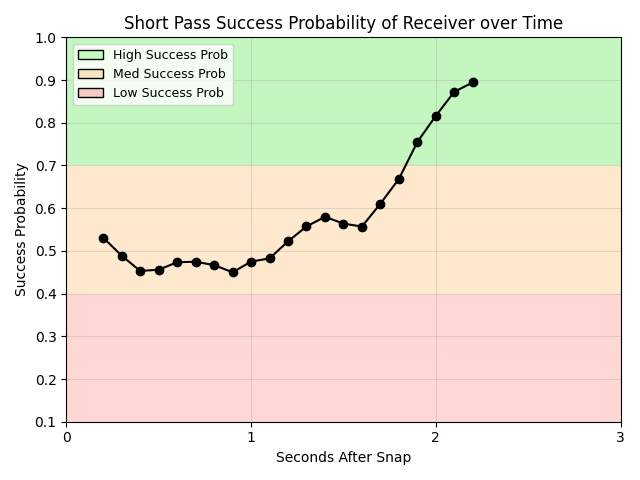 Short Pass Success Probability of Receiver over Time
High Success Prob
Med Success Prob
Low Success Prob
Success Probability
1.0
0.9
0.8
0.7
0.6
0.5
0.4
0.3
0.2
0.1
0 1 2 3
Seconds After Snap